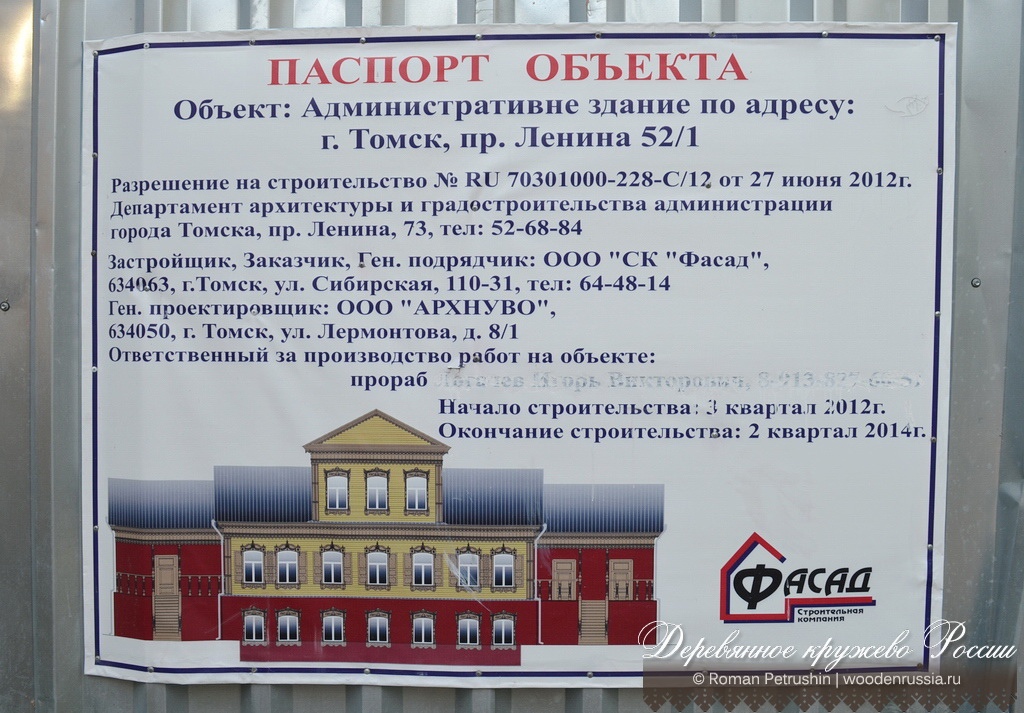 ПАСПОРТ ОБЪЕКТА
Объект: Административне здание по адресу:
г. Томск, пр. Ленина 52/1
Разрешение на строительство № RU 70301000-228-С/12 от 27 июня 2012г.
Департамент архитектуры и градостроительства администрации
города Томска, пр. Ленина, 73, тел: 52-68-84
Застройщик, Заказчик, Ген. подрядчик: ООО "СК "Фасад",
634063, г.Томск, ул. Сибирская, 110-31, тел: 64-48-14
Ген. проектировщик: ООО "АРХНУВО",
634050, г. Томск, ул. Лермонтова, д. 8/1
Ответственный за производство работ на объекте:
прораб Игорь Викторович,
Начало строительства: 3 квартал 2012г.
Окончание строительства: 2 квартал 2014г.
ФАСАД
Строительная
компания
Деревянное кружево России
© Roman Petrushin | woodenrussia.ru